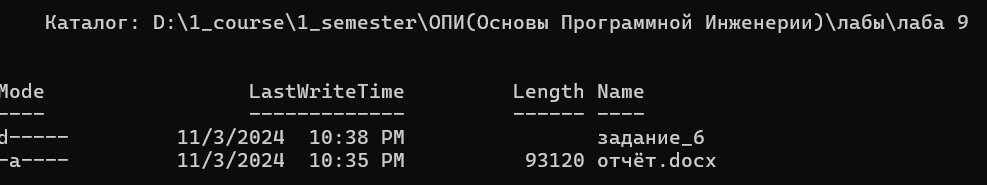 Каталог: D:\1_course\1_semester\ОПИ(Основы Программной Инженерии)\лабы\лаба 9
Mode LastWriteTime Length Name
---- ------------- ------ ----
d----- 11/3/2024 10:38 PM задание_6
-a---- 11/3/2024 10:35 PM 93120 отчёт.docx